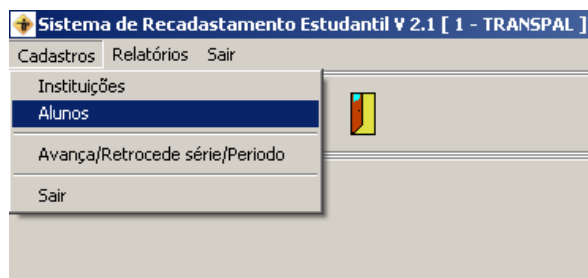 Sistema de Recadastamento Estudantil V 2.1 [ 1 - TRANSPAL ]
Cadastros Relatórios Sair
Instituições
Alunos
Avança/Retrocede série/Periodo
Sair